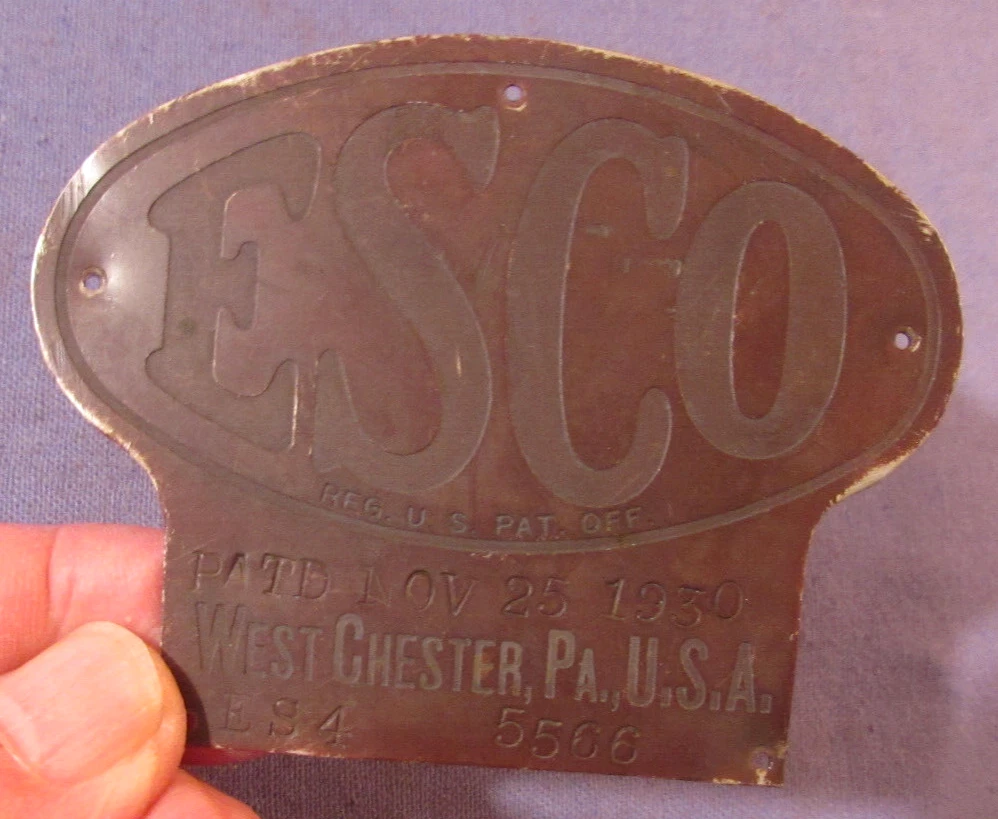 ESCO
REG. U.S. PAT. OFF.
PATD NOV 25 1930
WEST CHESTER, PA., U.S.A.
ES4 5566